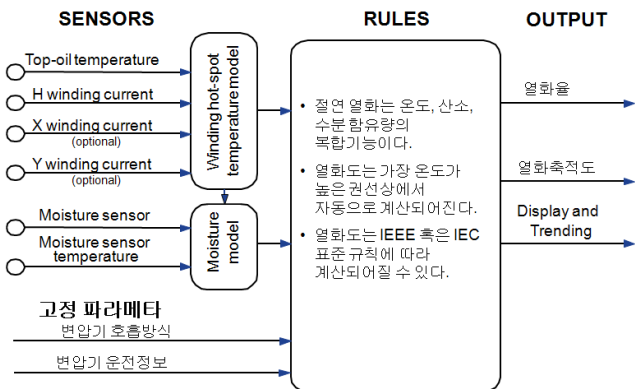 SENSORS
RULES
OUTPUT
Top-oil temperature
H winding current
X winding current
(optional)
Y winding current
(optional)
Winding hot-spot
temperature model
Moisture sensor
Moisture sensor
temperature
Moisture
model
고정 파라메타
변압기 호흡방식
변압기 운전정보
• 절연 열화는 온도, 산소,
수분함유량의
복합기능이다.
• 열화도는 가장 온도가
높은 권선상에서
자동으로 계산되어진다.
• 열화도는 IEEE 혹은 IEC
표준 규칙에 따라
계산되어질 수 있다.
열화율
열화축적도
Display and
Trending